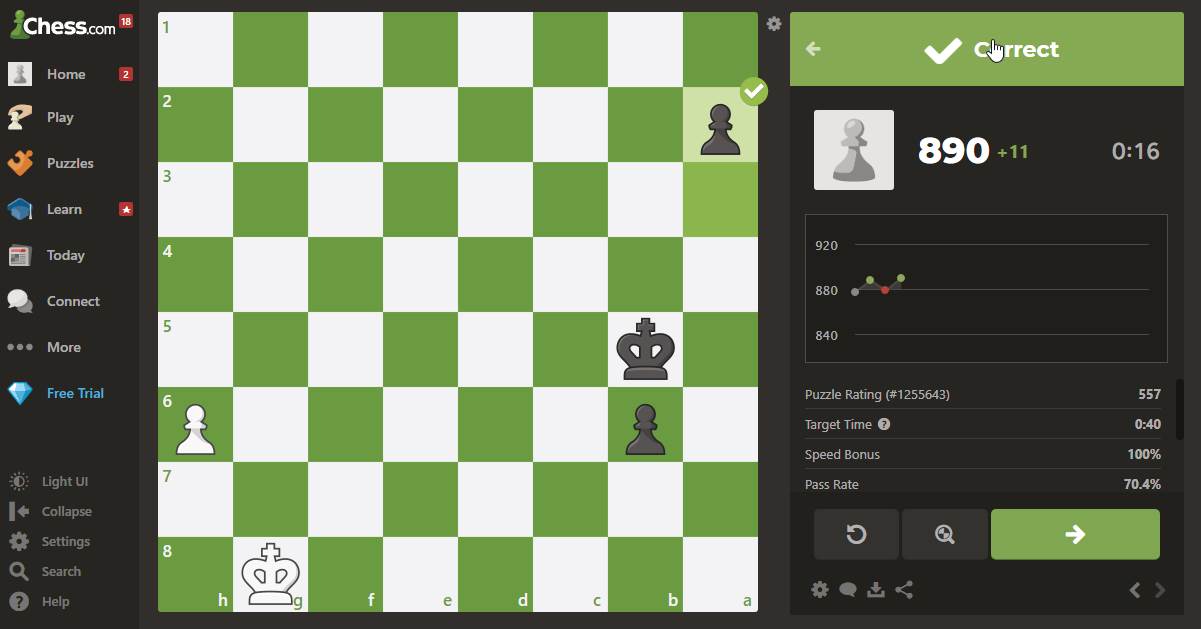 Chess.com 18
Home 2
Play
Puzzles
Learn
Today
Connect
More
Free Trial
Light UI
Collapse
Settings
Search
Help
1
2
3
4
5
6
7
8
h g f e d c b a
Correct
890 +11 0:16
920
880
840
Puzzle Rating (#1255643) 557
Target Time ? 0:40
Speed Bonus 100%
Pass Rate 70.4%